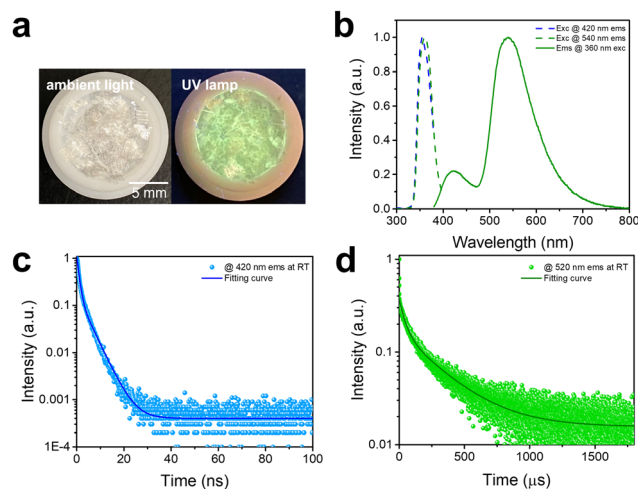 a
ambient light
UV lamp
5 mm
b
Exc @ 420 nm ems
Exc @ 540 nm ems
Ems @ 360 nm exc
Intensity (a.u.)
1.0
0.8
0.6
0.4
0.2
0.0
300 400 500 600 700 800
Wavelength (nm)
c
@ 420 nm ems at RT
Fitting curve
Intensity (a.u.)
1
0.1
0.01
0.001
1E-4
0 20 40 60 80 100
Time (ns)
d
@ 520 nm ems at RT
Fitting curve
Intensity (a.u.)
1
0.1
0.01
0 500 1000 1500
Time (μs)